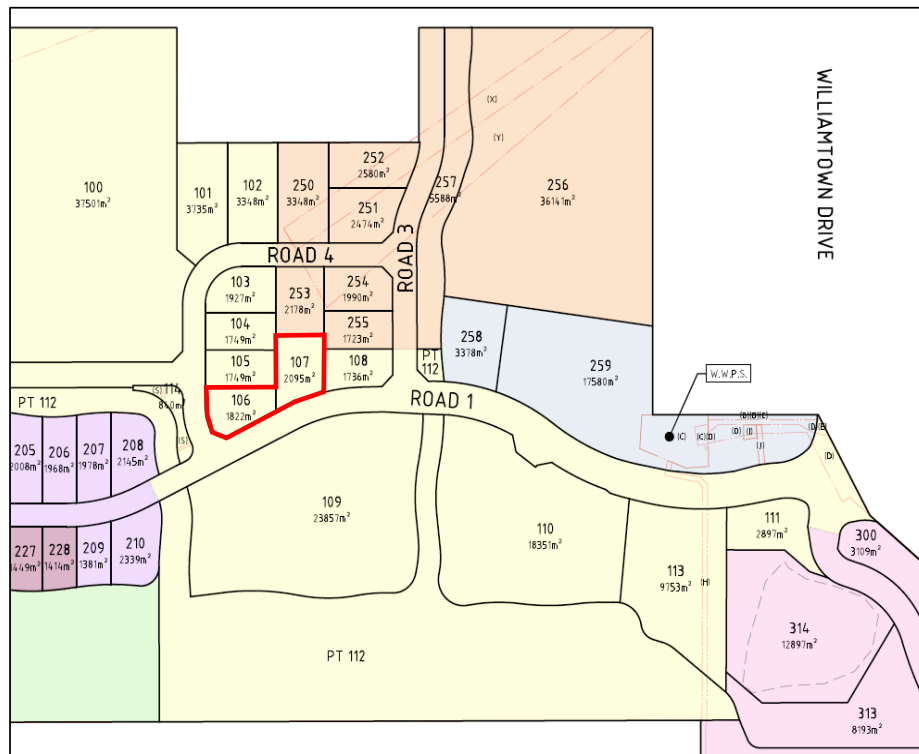 WILLIAMTOWN DRIVE
(X)
(Y)
252
2580m²
102
3348m²
250
3348m²
257
5588m²
256
36141m²
100
37501m²
101
3735m²
251
2474m²
ROAD 4
ROAD 3
103
1927m²
253
2178m²
254
1990m²
104
1749m²
255
1723m²
258
3378m²
259
17580m²
105
1749m²
107
2095m²
108
1736m²
PT
112
W.W.P.S.
(S)
114
840m²
106
1822m²
ROAD 1
PT 112
(D)
(I)
(C)
(J)
(D)
(S)
205
2008m²
206
1968m²
207
1978m²
208
2145m²
109
23857m²
110
18351m²
111
2897m²
300
3109m²
227
1449m²
228
1414m²
209
1381m²
210
2339m²
113
9753m²
(H)
314
12897m²
PT 112
313
8193m²